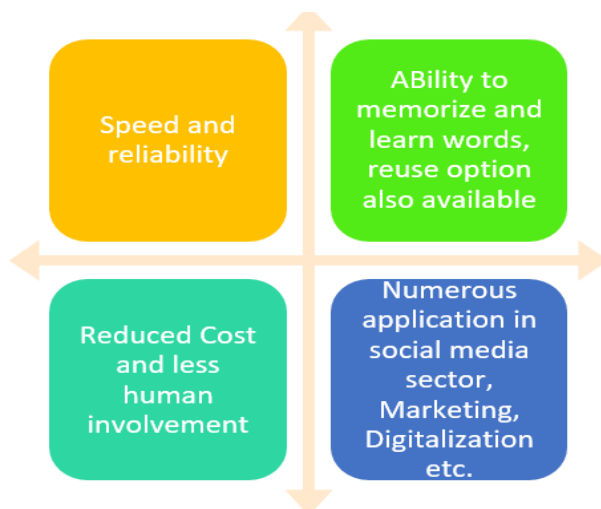 Speed and
reliability
ABility to
memorize and
learn words,
reuse option
also available
Reduced Cost
and less
human
involvement
Numerous
application in
social media
sector,
Marketing,
Digitalization
etc.